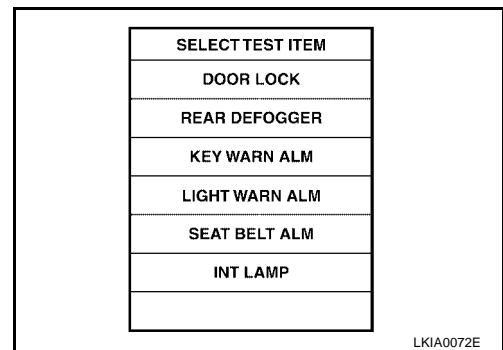 SELECT TEST ITEM
DOOR LOCK
REAR DEFOGGER
KEY WARN ALM
LIGHT WARN ALM
SEAT BELT ALM
INT LAMP
LKIA0072E